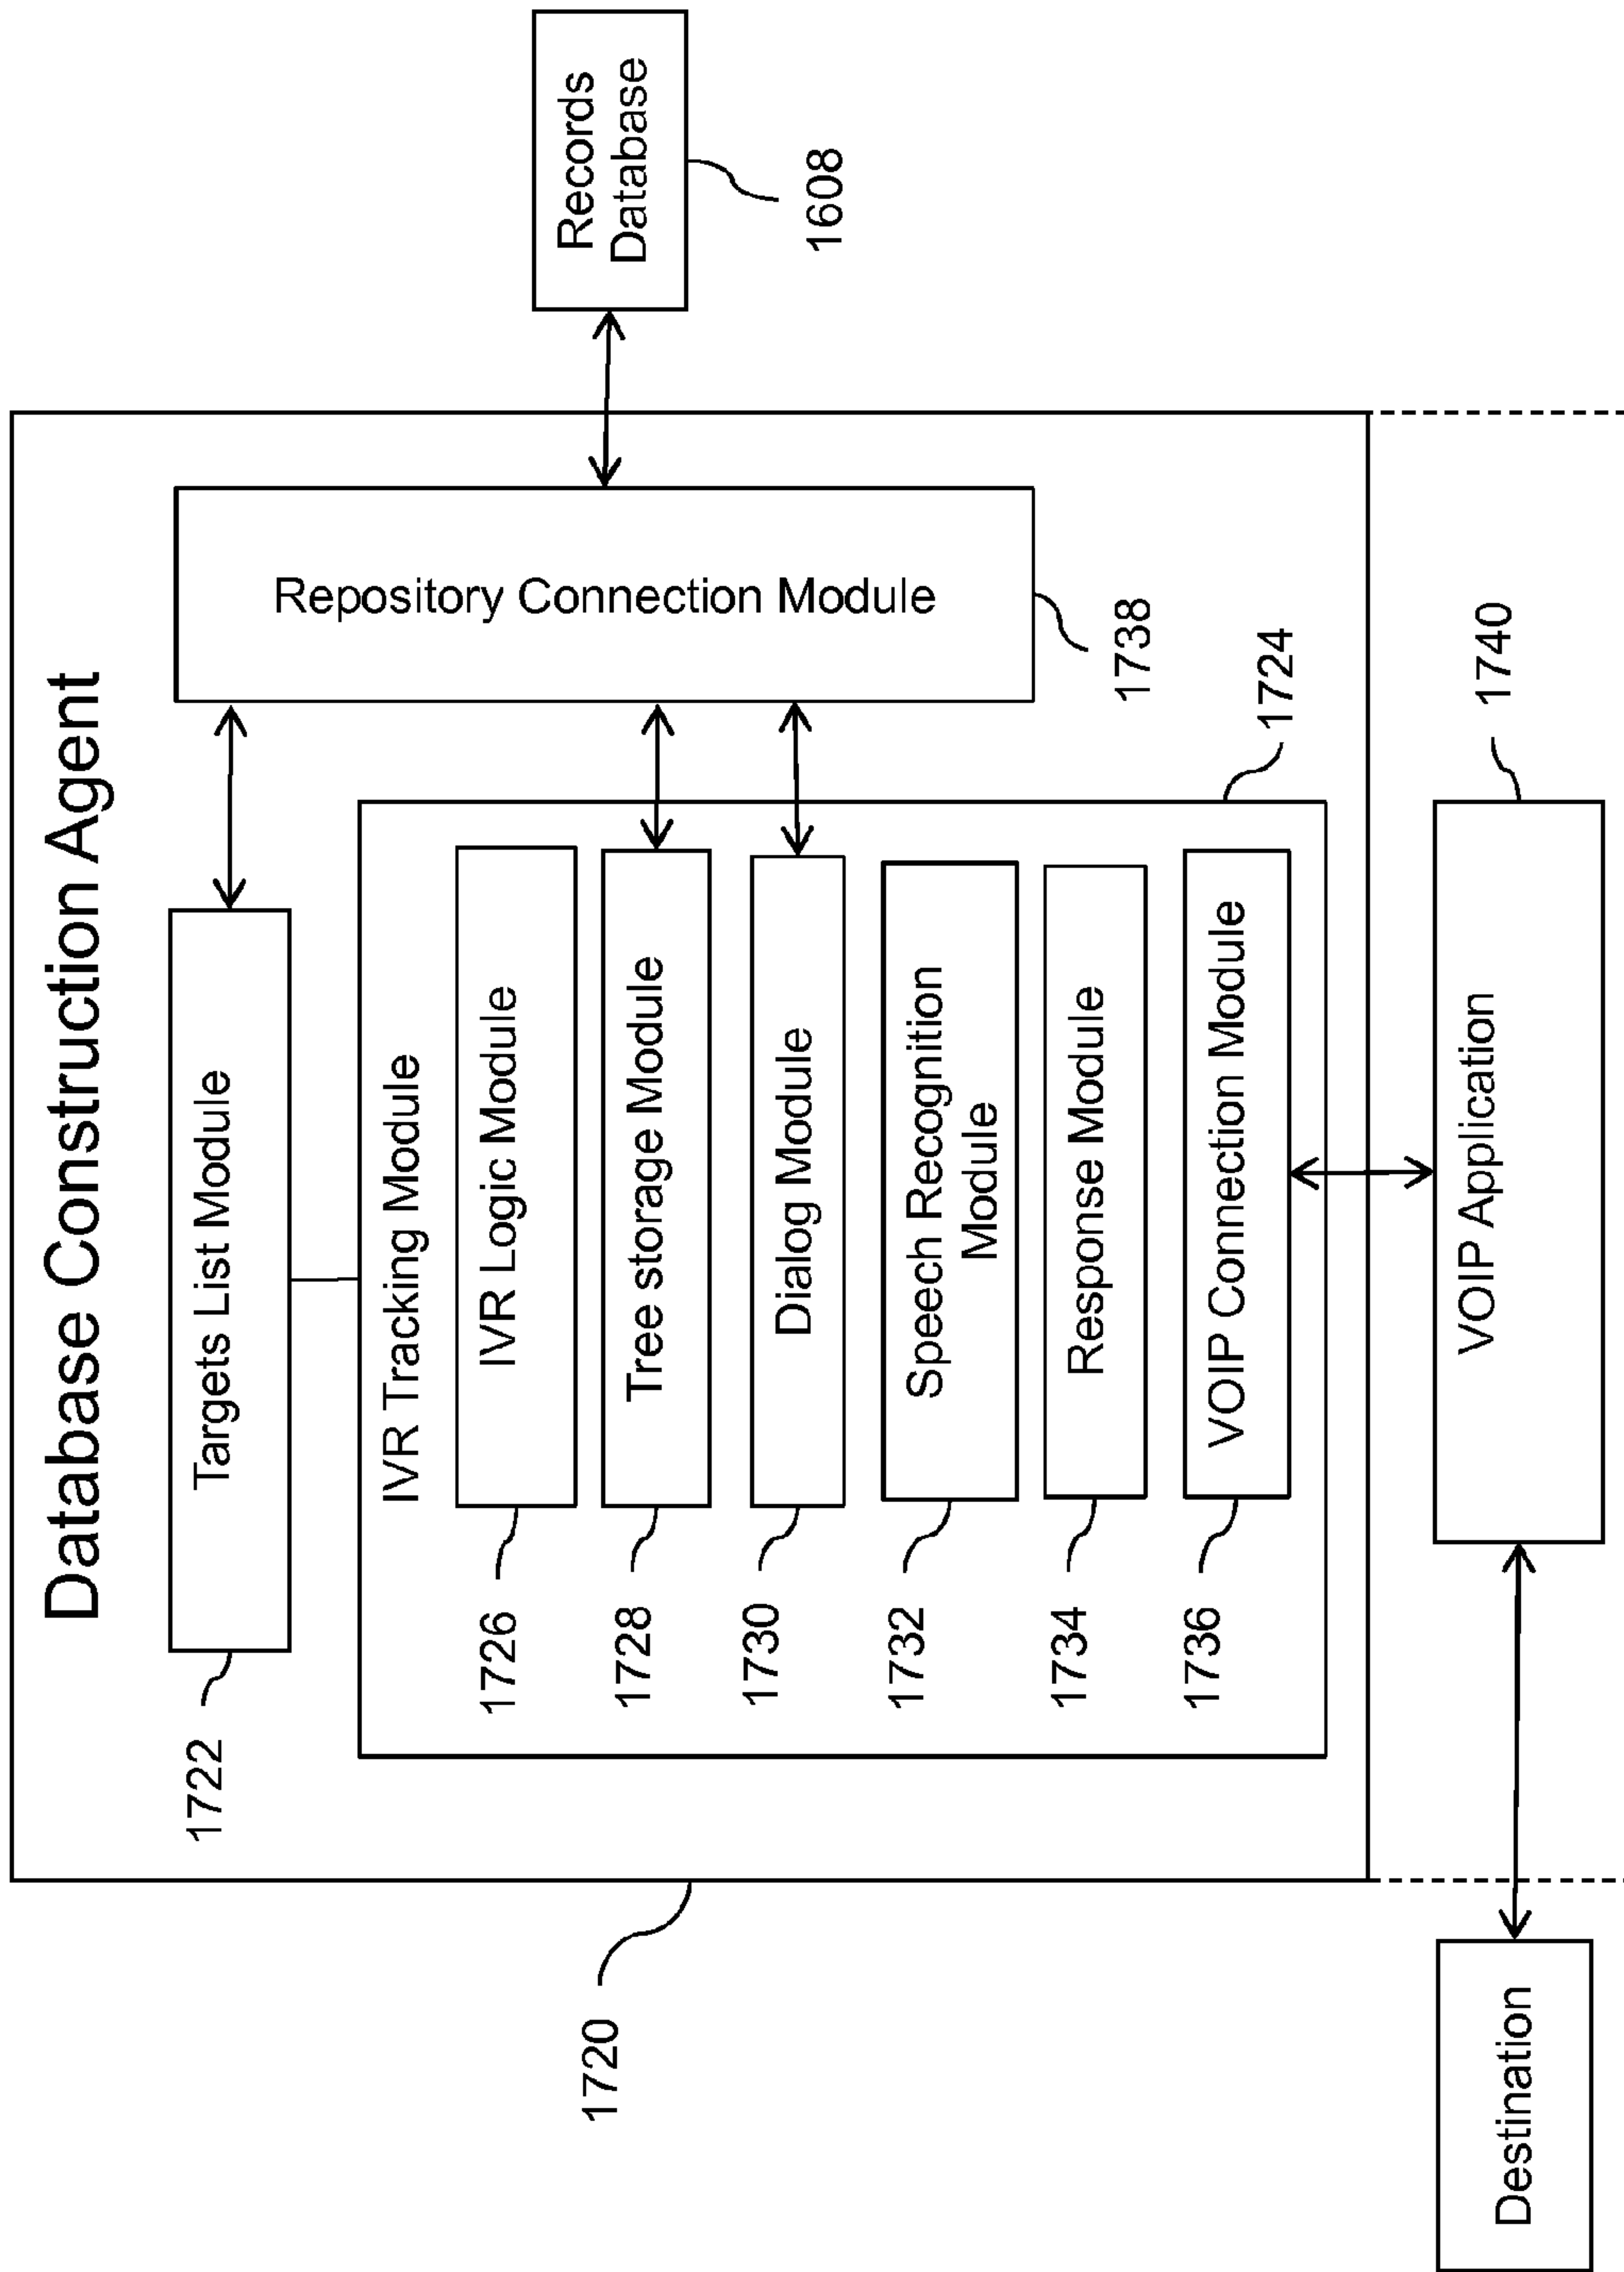 Database Construction Agent
1722
Targets List Module
IVR Tracking Module
1726
IVR Logic Module
1728
Tree storage Module
1730
Dialog Module
1732
Speech Recognition
Module
1734
Response Module
1736
VOIP Connection Module
1724
Repository Connection Module
1738
Records
Database
1608
1720
VOIP Application
1740
Destination